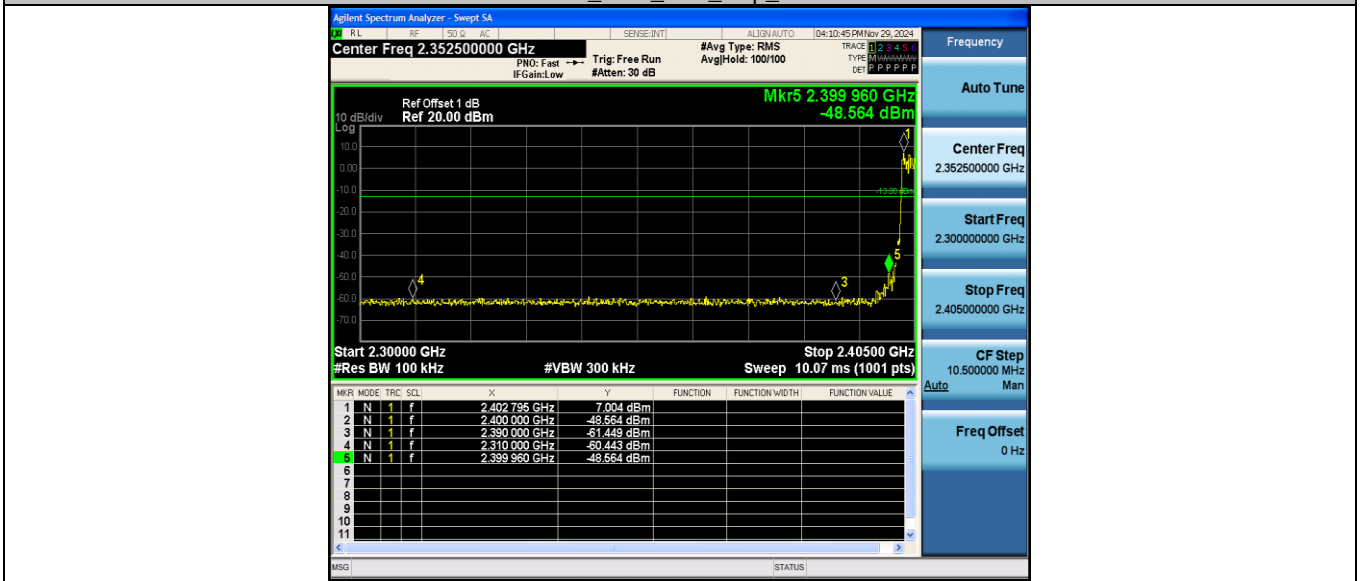 Agilent Spectrum Analyzer - Swept SA
RL RF 50 Ω AC SENSE:INT ALIGNAUTO 04:10:45 PM Nov 29, 2024
Center Freq 2.352500000 GHz
PNO: Fast
IFGain:Low
Trig: Free Run
#Atten: 30 dB
#Avg Type: RMS
Avg|Hold: 100/100
TRACE 1 2 3 4 5 6
TYPE M
DET P P P P P P
Mkr5 2.399 960 GHz
-48.564 dBm
Ref Offset 1 dB
10 dB/div Ref 20.00 dBm
Log
10.0
0.00
-10.0
-20.0
-30.0
-40.0
-50.0
-60.0
-70.0
1
5
4
3
Start 2.30000 GHz Stop 2.40500 GHz
#Res BW 100 kHz #VBW 300 kHz Sweep 10.07 ms (1001 pts)
MKR MODE TRC SCL X Y FUNCTION FUNCTION WIDTH FUNCTION VALUE
1 N 1 f 2.402 795 GHz 7.004 dBm
2 N 1 f 2.400 000 GHz -48.564 dBm
3 N 1 f 2.390 000 GHz -61.449 dBm
4 N 1 f 2.310 000 GHz -60.443 dBm
5 N 1 f 2.399 960 GHz -48.564 dBm
6
7
8
9
10
11
MSG STATUS
Frequency
Auto Tune
Center Freq
2.352500000 GHz
Start Freq
2.300000000 GHz
Stop Freq
2.405000000 GHz
CF Step
10.500000 MHz
Auto Man
Freq Offset
0 Hz